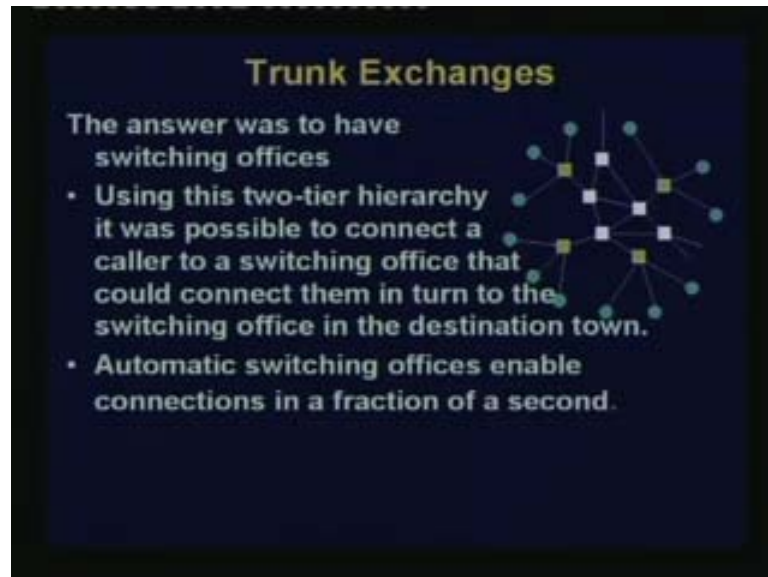 Trunk Exchanges
The answer was to have
switching offices
• Using this two-tier hierarchy
it was possible to connect a
caller to a switching office that
could connect them in turn to the
switching office in the destination town.
• Automatic switching offices enable
connections in a fraction of a second.